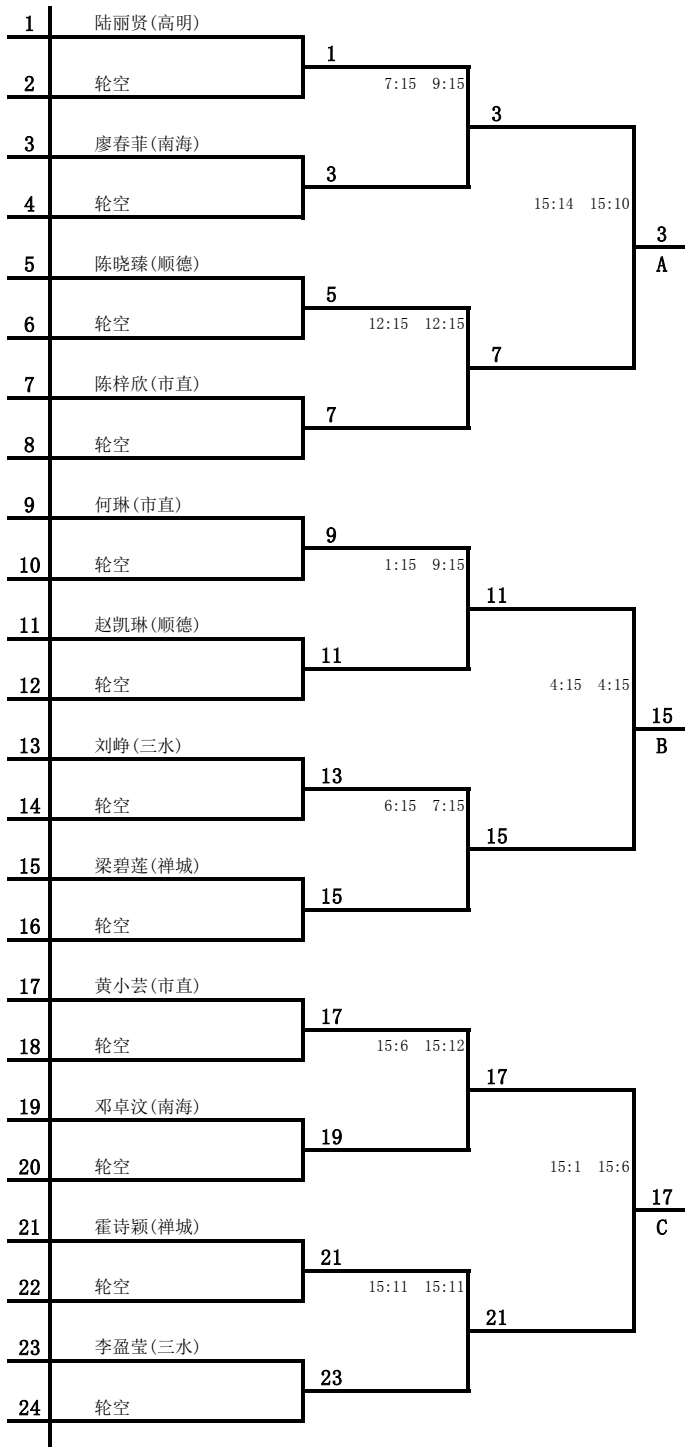 1 陆丽贤(高明)
1
2 轮空
7:15 9:15
3
3 廖春菲(南海)
3
4 轮空
15:14 15:10
3
A
5 陈晓臻(顺德)
5
6 轮空
12:15 12:15
7
7 陈梓欣(市直)
7
8 轮空
9 何琳(市直)
9
10 轮空
1:15 9:15
11
11 赵凯琳(顺德)
11
12 轮空
4:15 4:15
15
B
13 刘峥(三水)
13
14 轮空
6:15 7:15
15
15 梁碧莲(禅城)
15
16 轮空
17 黄小芸(市直)
17
18 轮空
15:6 15:12
17
19 邓卓汶(南海)
19
20 轮空
15:1 15:6
17
C
21 霍诗颖(禅城)
21
22 轮空
15:11 15:11
21
23 李盈莹(三水)
23
24 轮空